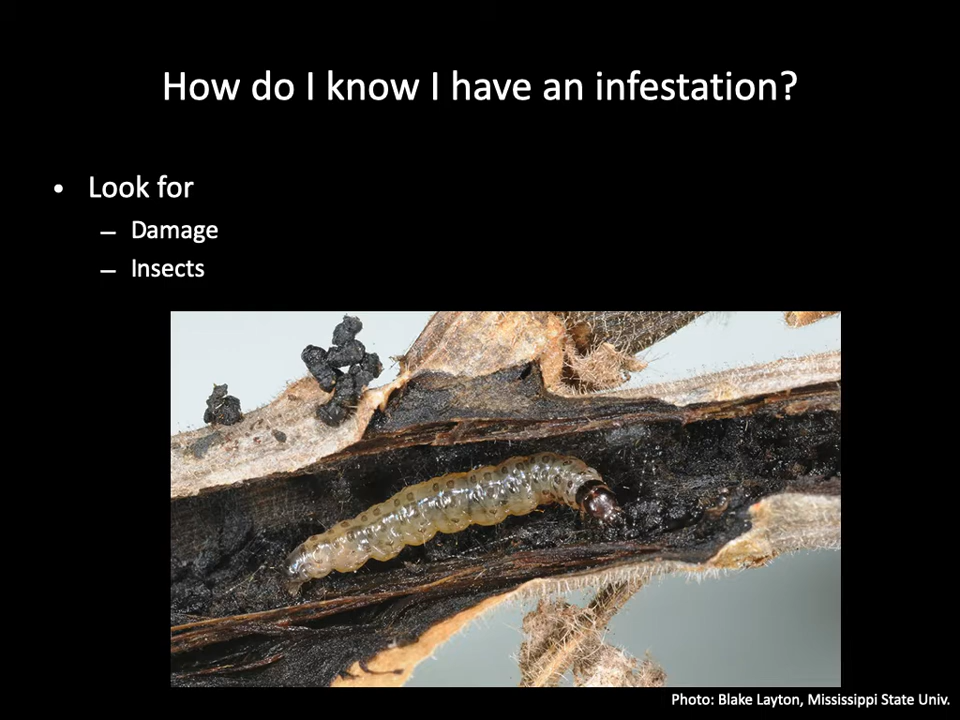 How do I know I have an infestation?
• Look for
– Damage
– Insects
Photo: Blake Layton, Mississippi State Univ.